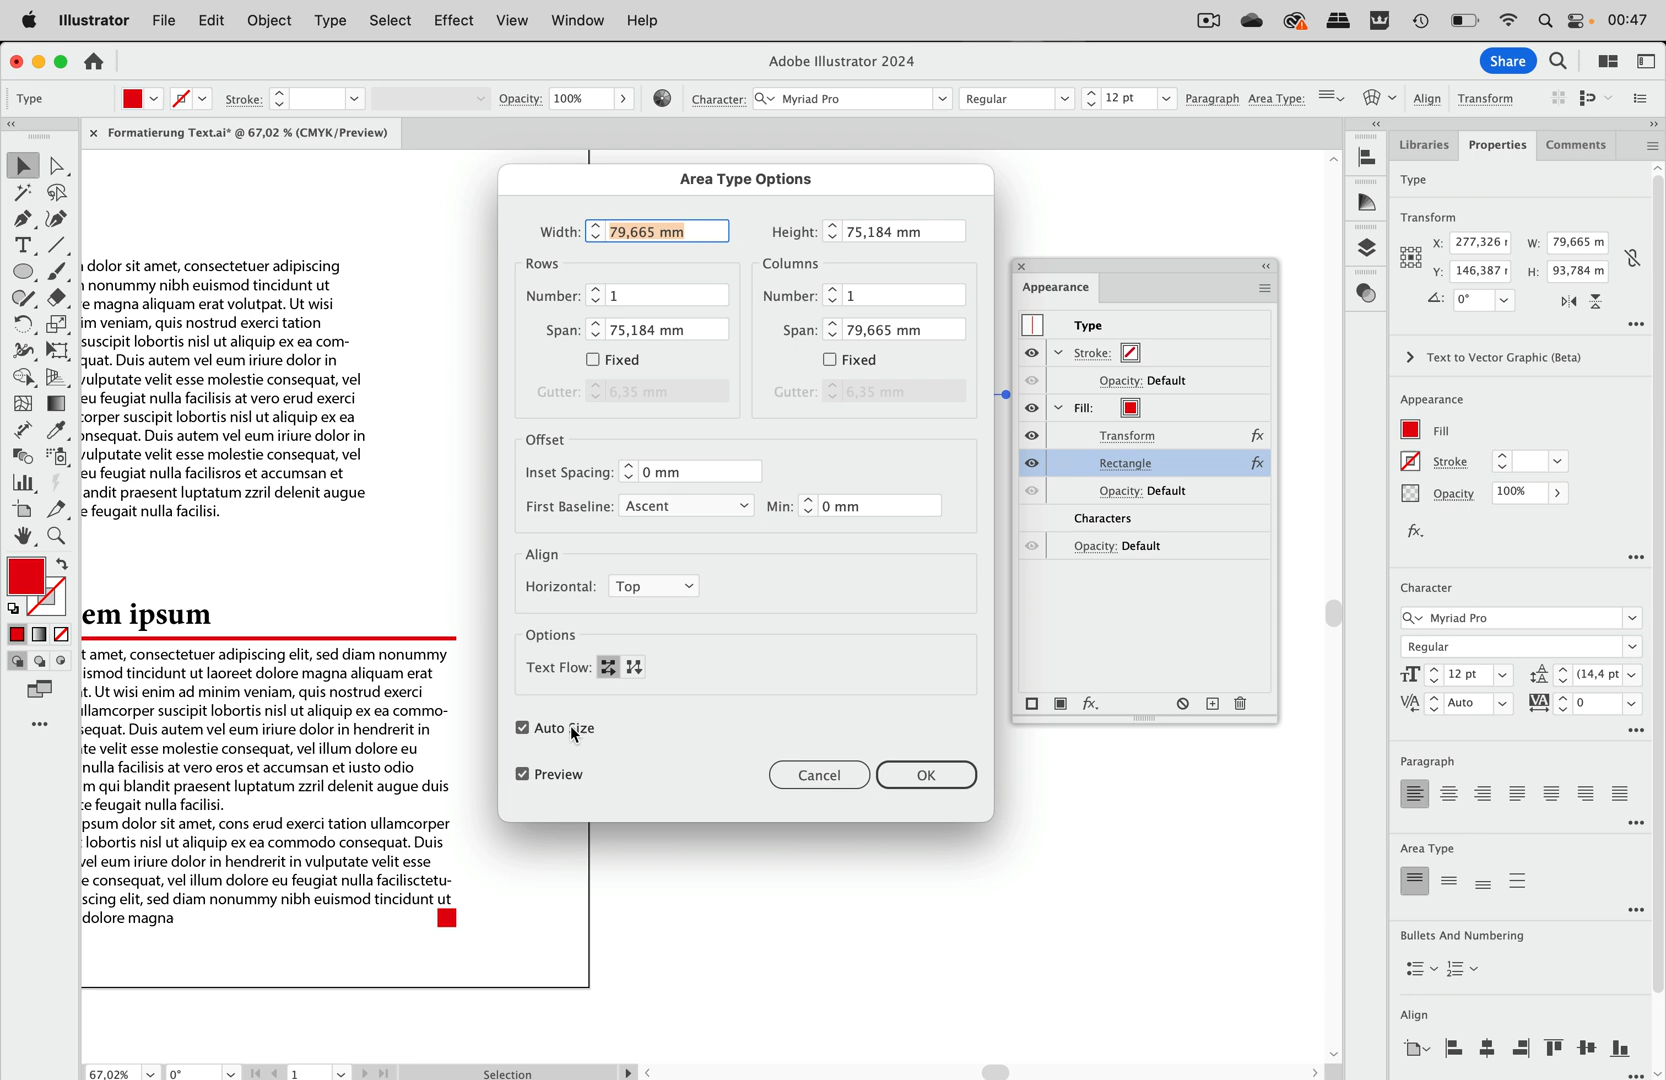 Illustrator File Edit Object Type Select Effect View Window Help 00:47
Adobe Illustrator 2024
Share
Type Stroke: Opacity: 100% Character: Myriad Pro Regular 12 pt Paragraph Area Type: Align Transform
Formatierung Text.ai* @ 67,02 % (CMYK/Preview)
dolor sit amet, consectetuer adipiscing
nonummy nibh euismod tincidunt ut
e magna aliquam erat volutpat. Ut wisi
im veniam, quis nostrud exerci tation
suscipit lobortis nisl ut aliquip ex ea com-
quat. Duis autem vel eum iriure dolor in
vulputate velit esse molestie consequat, vel
eu feugiat nulla facilisis at vero erud exerci
corper suscipit lobortis nisl ut aliquip ex ea
onsequat. Duis autem vel eum iriure dolor in
vulputate velit esse molestie consequat, vel
eu feugiat nulla facilisros et accumsan et
andit praesent luptatum zzril delenit augue
e feugait nulla facilisi.
em ipsum
t amet, consectetuer adipiscing elit, sed diam nonummy
ismod tincidunt ut laoreet dolore magna aliquam erat
t. Ut wisi enim ad minim veniam, quis nostrud exerci
ullamcorper suscipit lobortis nisl ut aliquip ex ea commo-
sequat. Duis autem vel eum iriure dolor in hendrerit in
te velit esse molestie consequat, vel illum dolore eu
nulla facilisis at vero eros et accumsan et iusto odio
m qui blandit praesent luptatum zzril delenit augue duis
te feugait nulla facilisi.
psum dolor sit amet, cons erud exerci tation ullamcorper
lobortis nisl ut aliquip ex ea commodo consequat. Duis
vel eum iriure dolor in hendrerit in vulputate velit esse
e consequat, vel illum dolore eu feugiat nulla facilisctetu-
scing elit, sed diam nonummy nibh euismod tincidunt ut
dolore magna
Area Type Options
Width: 79,665 mm Height: 75,184 mm
Rows Columns
Number: 1 Number: 1
Span: 75,184 mm Span: 79,665 mm
Fixed Fixed
Gutter: 6,35 mm Gutter: 6,35 mm
Offset
Inset Spacing: 0 mm
First Baseline: Ascent Min: 0 mm
Align
Horizontal: Top
Options
Text Flow:
Auto Size
Preview Cancel OK
Appearance
Type
Stroke:
Opacity: Default
Fill:
Transform fx
Rectangle fx
Opacity: Default
Characters
Opacity: Default
fx.
Libraries Properties Comments
Type
Transform
X: 277,326 W: 79,665 m
Y: 146,387 H: 93,784 m
0°
Text to Vector Graphic (Beta)
Appearance
Fill
Stroke
Opacity 100%
fx.
Character
Myriad Pro
Regular
12 pt (14,4 pt
Auto 0
Paragraph
Area Type
Bullets And Numbering
Align
67,02% 0° 1 Selection